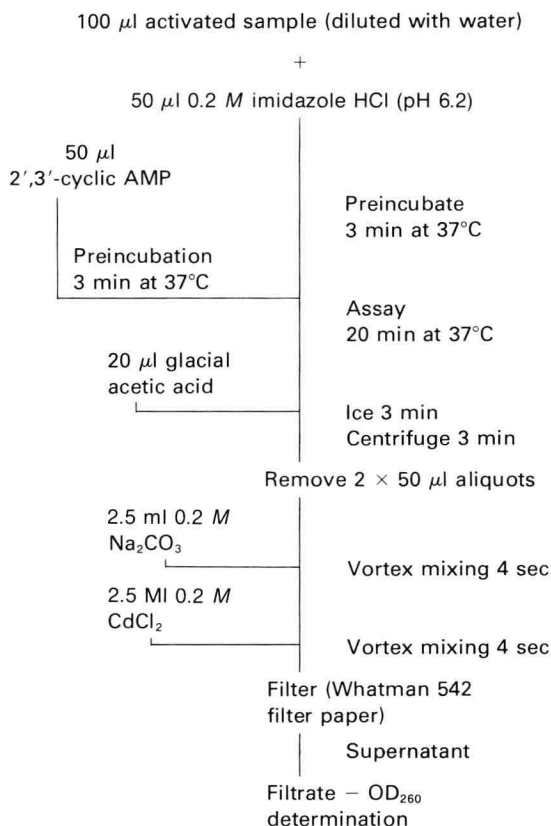 100 μl activated sample (diluted with water)
+
50 μl 0.2 M imidazole HCl (pH 6.2)
50 μl
2′,3′-cyclic AMP
Preincubate
3 min at 37°C
Preincubation
3 min at 37°C
Assay
20 min at 37°C
20 μl glacial
acetic acid
Ice 3 min
Centrifuge 3 min
Remove 2 × 50 μl aliquots
2.5 ml 0.2 M
Na₂CO₃
Vortex mixing 4 sec
2.5 Ml 0.2 M
CdCl₂
Vortex mixing 4 sec
Filter (Whatman 542
filter paper)
Supernatant
Filtrate − OD₂₆₀
determination